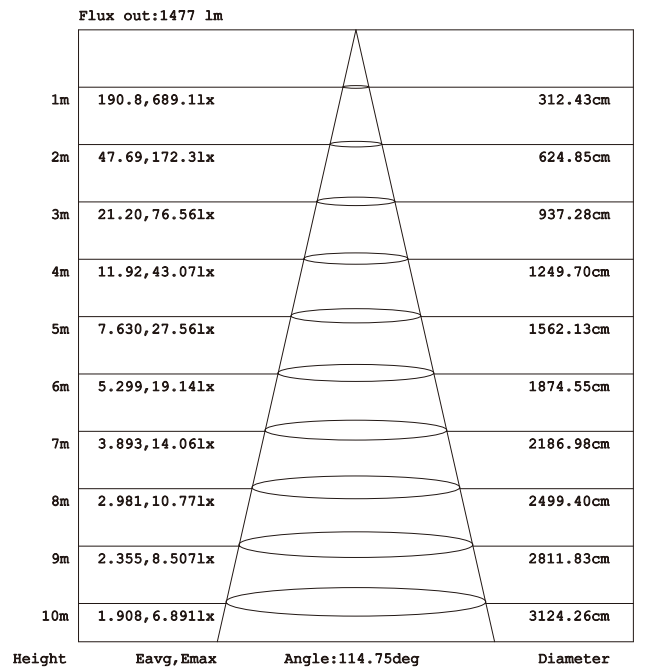 Flux out:1477 lm
1m 190.8,689.1lx 312.43cm
2m 47.69,172.3lx 624.85cm
3m 21.20,76.56lx 937.28cm
4m 11.92,43.07lx 1249.70cm
5m 7.630,27.56lx 1562.13cm
6m 5.299,19.14lx 1874.55cm
7m 3.893,14.06lx 2186.98cm
8m 2.981,10.77lx 2499.40cm
9m 2.355,8.507lx 2811.83cm
10m 1.908,6.891lx 3124.26cm
Height Eavg,Emax Angle:114.75deg Diameter